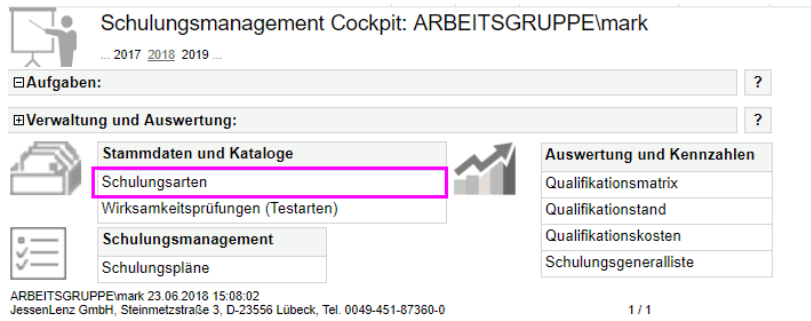 Schulungsmanagement Cockpit: ARBEITSGRUPPE\mark
... 2017 2018 2019 ...
Aufgaben:
?
Verwaltung und Auswertung:
?
Stammdaten und Kataloge
Schulungsarten
Wirksamkeitsprüfungen (Testarten)
Schulungsmanagement
Schulungspläne
Auswertung und Kennzahlen
Qualifikationsmatrix
Qualifikationstand
Qualifikationskosten
Schulungsgeneralliste
ARBEITSGRUPPE\mark 23.06.2018 15:08:02
JessenLenz GmbH, Steinmetzstraße 3, D-23556 Lübeck, Tel. 0049-451-87360-0
1 / 1